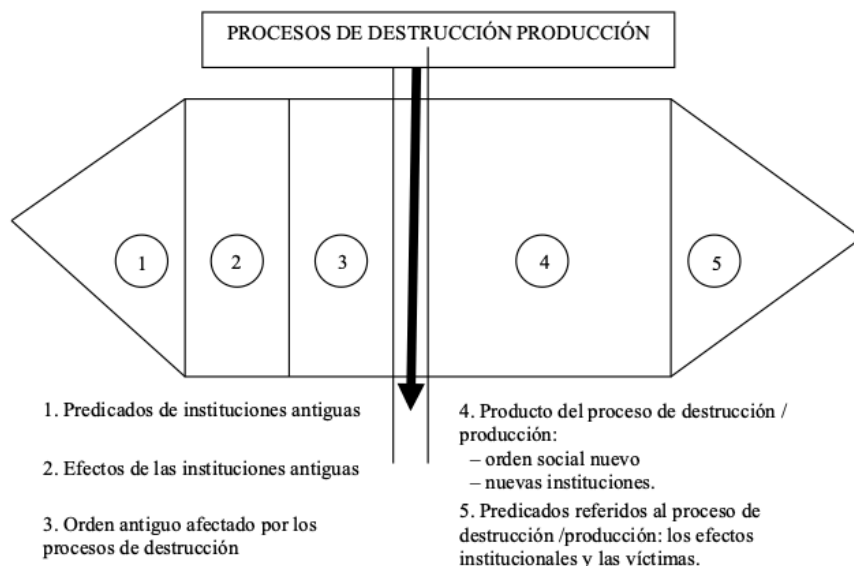 PROCESOS DE DESTRUCCIÓN PRODUCCIÓN
1
2
3
4
5
1. Predicados de instituciones antiguas
2. Efectos de las instituciones antiguas
3. Orden antiguo afectado por los
procesos de destrucción
4. Producto del proceso de destrucción /
producción:
– orden social nuevo
– nuevas instituciones.
5. Predicados referidos al proceso de
destrucción /producción: los efectos
institucionales y las víctimas.